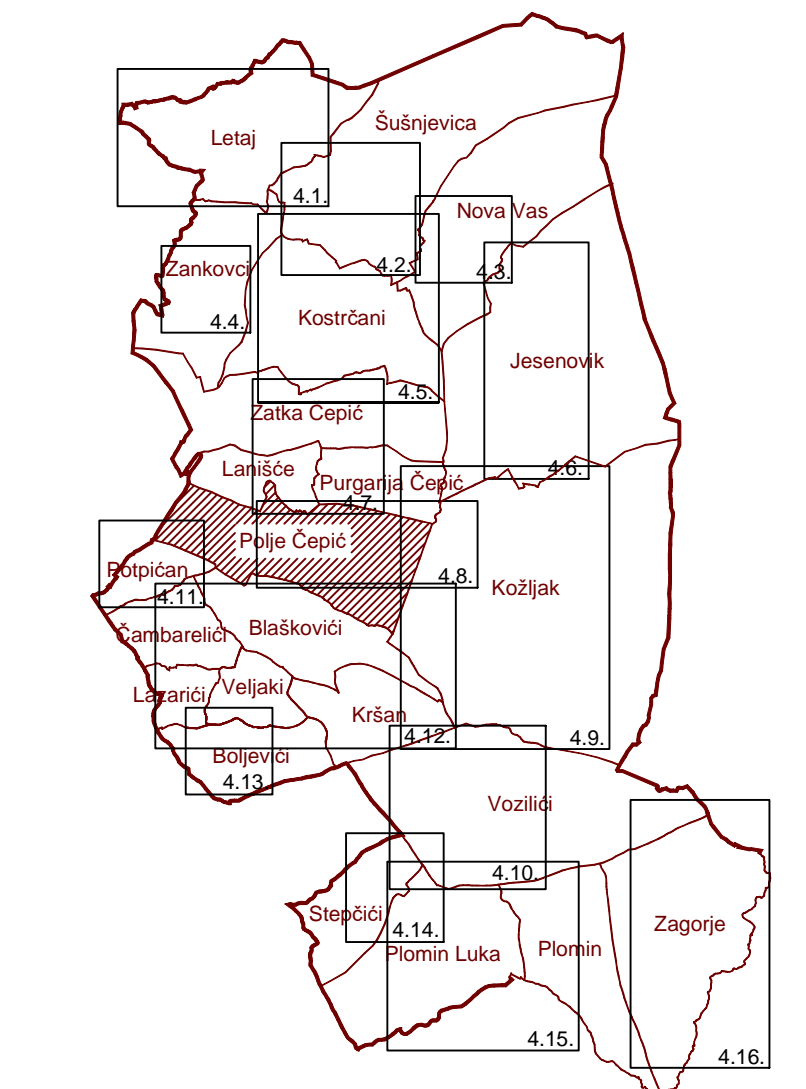 Šušnjevica
Letaj
4.1.
Nova Vas
4.2.
Zankovci
4.3.
4.4.
Kostrčani
Jesenovik
4.5.
Zatka Cepić
Lanišće
4.6.
Purgarija Čepić
4.7.
Polje Čepić
Potpićan
4.8.
Kožljak
4.11.
Čambarelići
Blaškovići
Veljaki
Lazarići
Kršan
4.12.
4.9.
Boljevići
4.13
Vozilići
4.10.
Stepčići
Zagorje
4.14.
Plomin Luka
Plomin
4.15.
4.16.